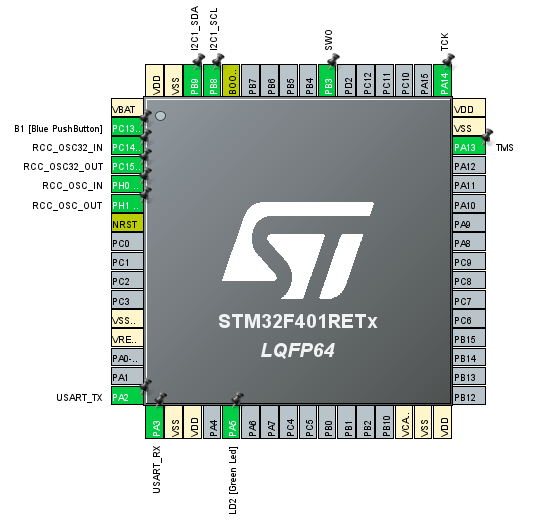 I2C1_SDA
I2C1_SCL
SWO
TCK
VDD
VSS
PB9
PB8
BOO..
PB7
PB6
PB5
PB4
PB3
PD2
PC12
PC11
PC10
PA15
PA14
VBAT
B1 [Blue PushButton] PC13..
RCC_OSC32_IN PC14..
RCC_OSC32_OUT PC15..
RCC_OSC_IN PH0 ..
RCC_OSC_OUT PH1 ..
NRST
PC0
PC1
PC2
PC3
VSS..
VRE..
PA0-..
PA1
USART_TX PA2
VDD
VSS
PA13 TMS
PA12
PA11
PA10
PA9
PA8
PC9
PC8
PC7
PC6
PB15
PB14
PB13
PB12
STM32F401RETx
LQFP64
PA3
VSS
VDD
PA4
PA5
PA6
PA7
PC4
PC5
PB0
PB1
PB2
PB10
VCA..
VSS
VDD
USART_RX
LD2 [Green Led]